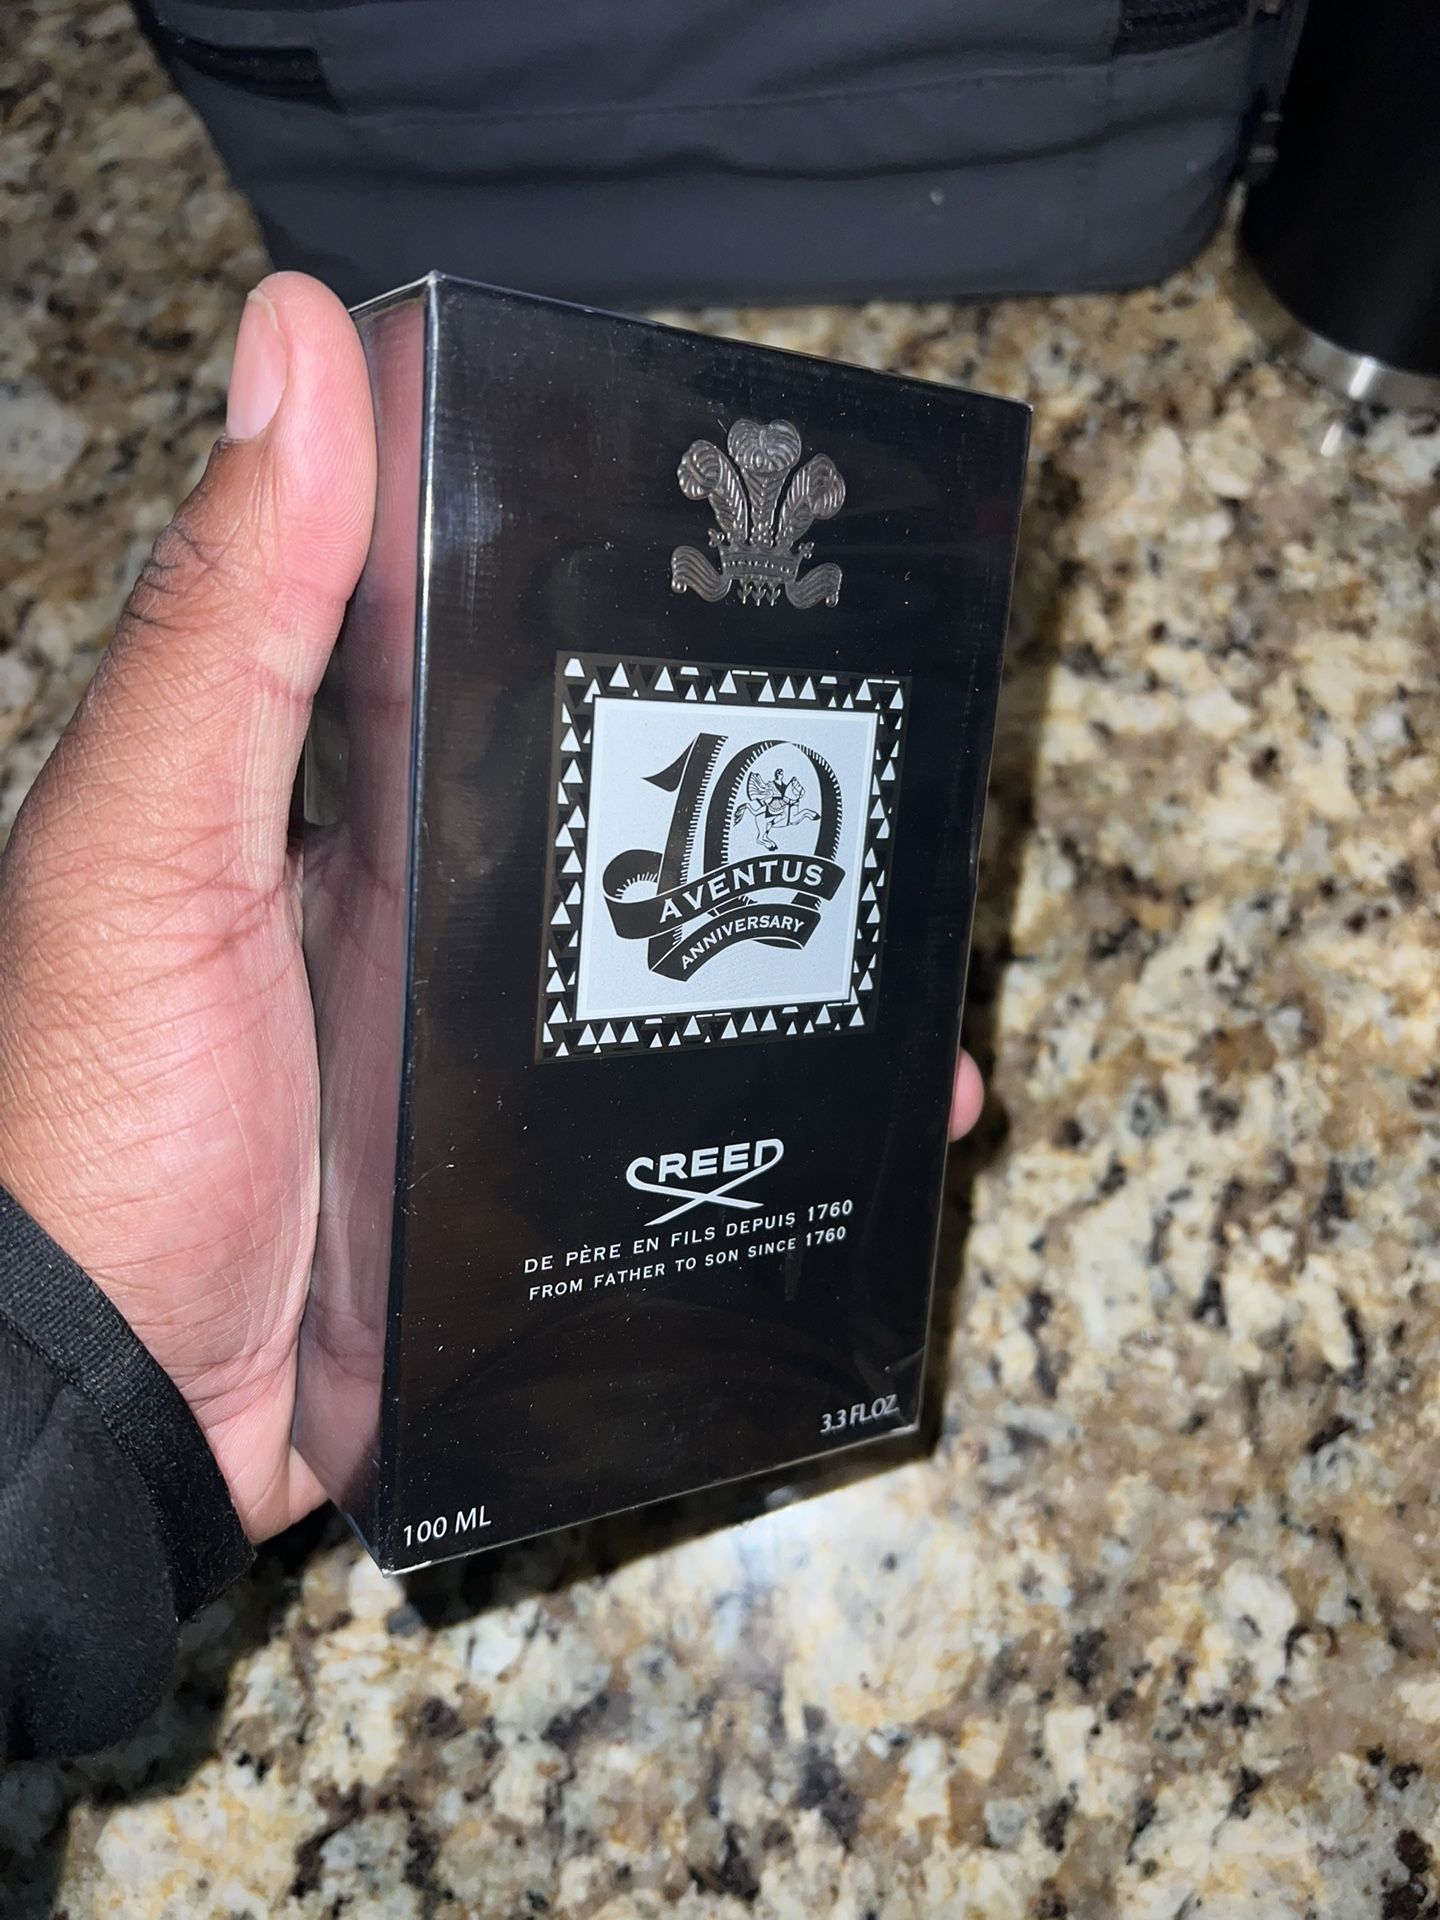 10
AVENTUS
ANNIVERSARY
CREED
DE PÈRE EN FILS DEPUIS 1760
FROM FATHER TO SON SINCE 1760
3.3 FL.OZ.
100 ML